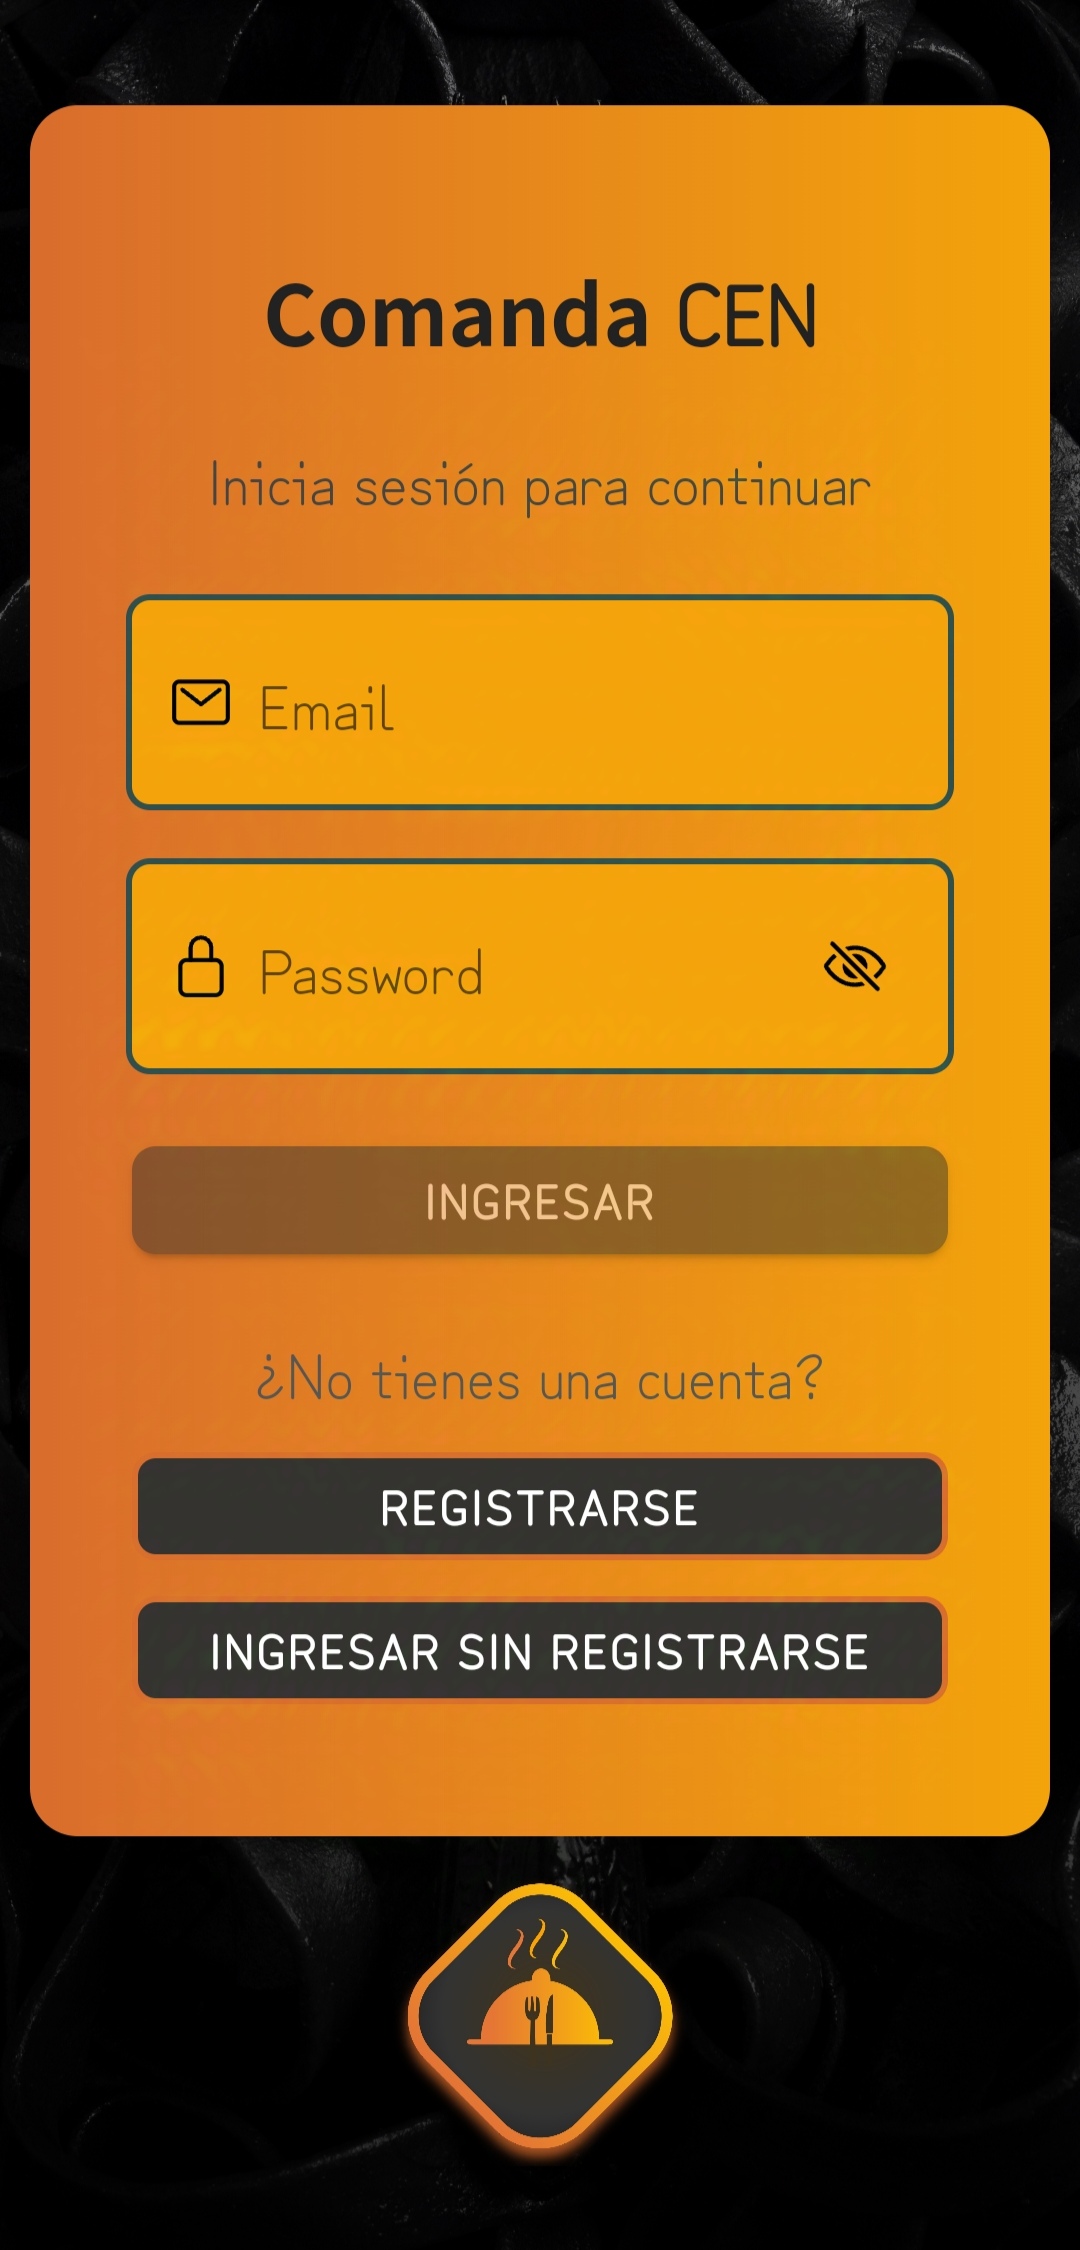 Comanda CEN
Inicia sesión para continuar
Email
Password
INGRESAR
¿No tienes una cuenta?
REGISTRARSE
INGRESAR SIN REGISTRARSE